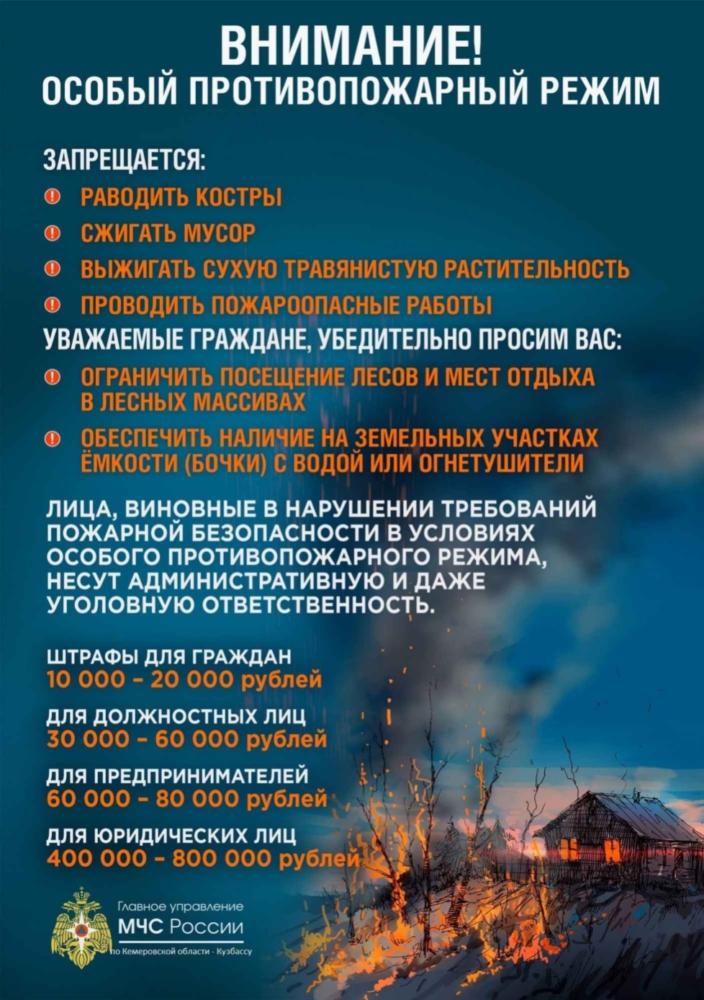 ВНИМАНИЕ!
ОСОБЫЙ ПРОТИВОПОЖАРНЫЙ РЕЖИМ
ЗАПРЕЩАЕТСЯ:
РАВОДИТЬ КОСТРЫ
СЖИГАТЬ МУСОР
ВЫЖИГАТЬ СУХУЮ ТРАВЯНИСТУЮ РАСТИТЕЛЬНОСТЬ
ПРОВОДИТЬ ПОЖАРООПАСНЫЕ РАБОТЫ
УВАЖАЕМЫЕ ГРАЖДАНЕ, УБЕДИТЕЛЬНО ПРОСИМ ВАС:
ОГРАНИЧИТЬ ПОСЕЩЕНИЕ ЛЕСОВ И МЕСТ ОТДЫХА
В ЛЕСНЫХ МАССИВАХ
ОБЕСПЕЧИТЬ НАЛИЧИЕ НА ЗЕМЕЛЬНЫХ УЧАСТКАХ
ЁМКОСТИ (БОЧКИ) С ВОДОЙ ИЛИ ОГНЕТУШИТЕЛИ
ЛИЦА, ВИНОВНЫЕ В НАРУШЕНИИ ТРЕБОВАНИЙ
ПОЖАРНОЙ БЕЗОПАСНОСТИ В УСЛОВИЯХ
ОСОБОГО ПРОТИВОПОЖАРНОГО РЕЖИМА,
НЕСУТ АДМИНИСТРАТИВНУЮ И ДАЖЕ
УГОЛОВНУЮ ОТВЕТСТВЕННОСТЬ.
ШТРАФЫ ДЛЯ ГРАЖДАН
10 000 – 20 000 рублей
ДЛЯ ДОЛЖНОСТНЫХ ЛИЦ
30 000 – 60 000 рублей
ДЛЯ ПРЕДПРИНИМАТЕЛЕЙ
60 000 – 80 000 рублей
ДЛЯ ЮРИДИЧЕСКИХ ЛИЦ
400 000 – 800 000 рублей
Главное управление
МЧС России
по Кемеровской области - Кузбассу